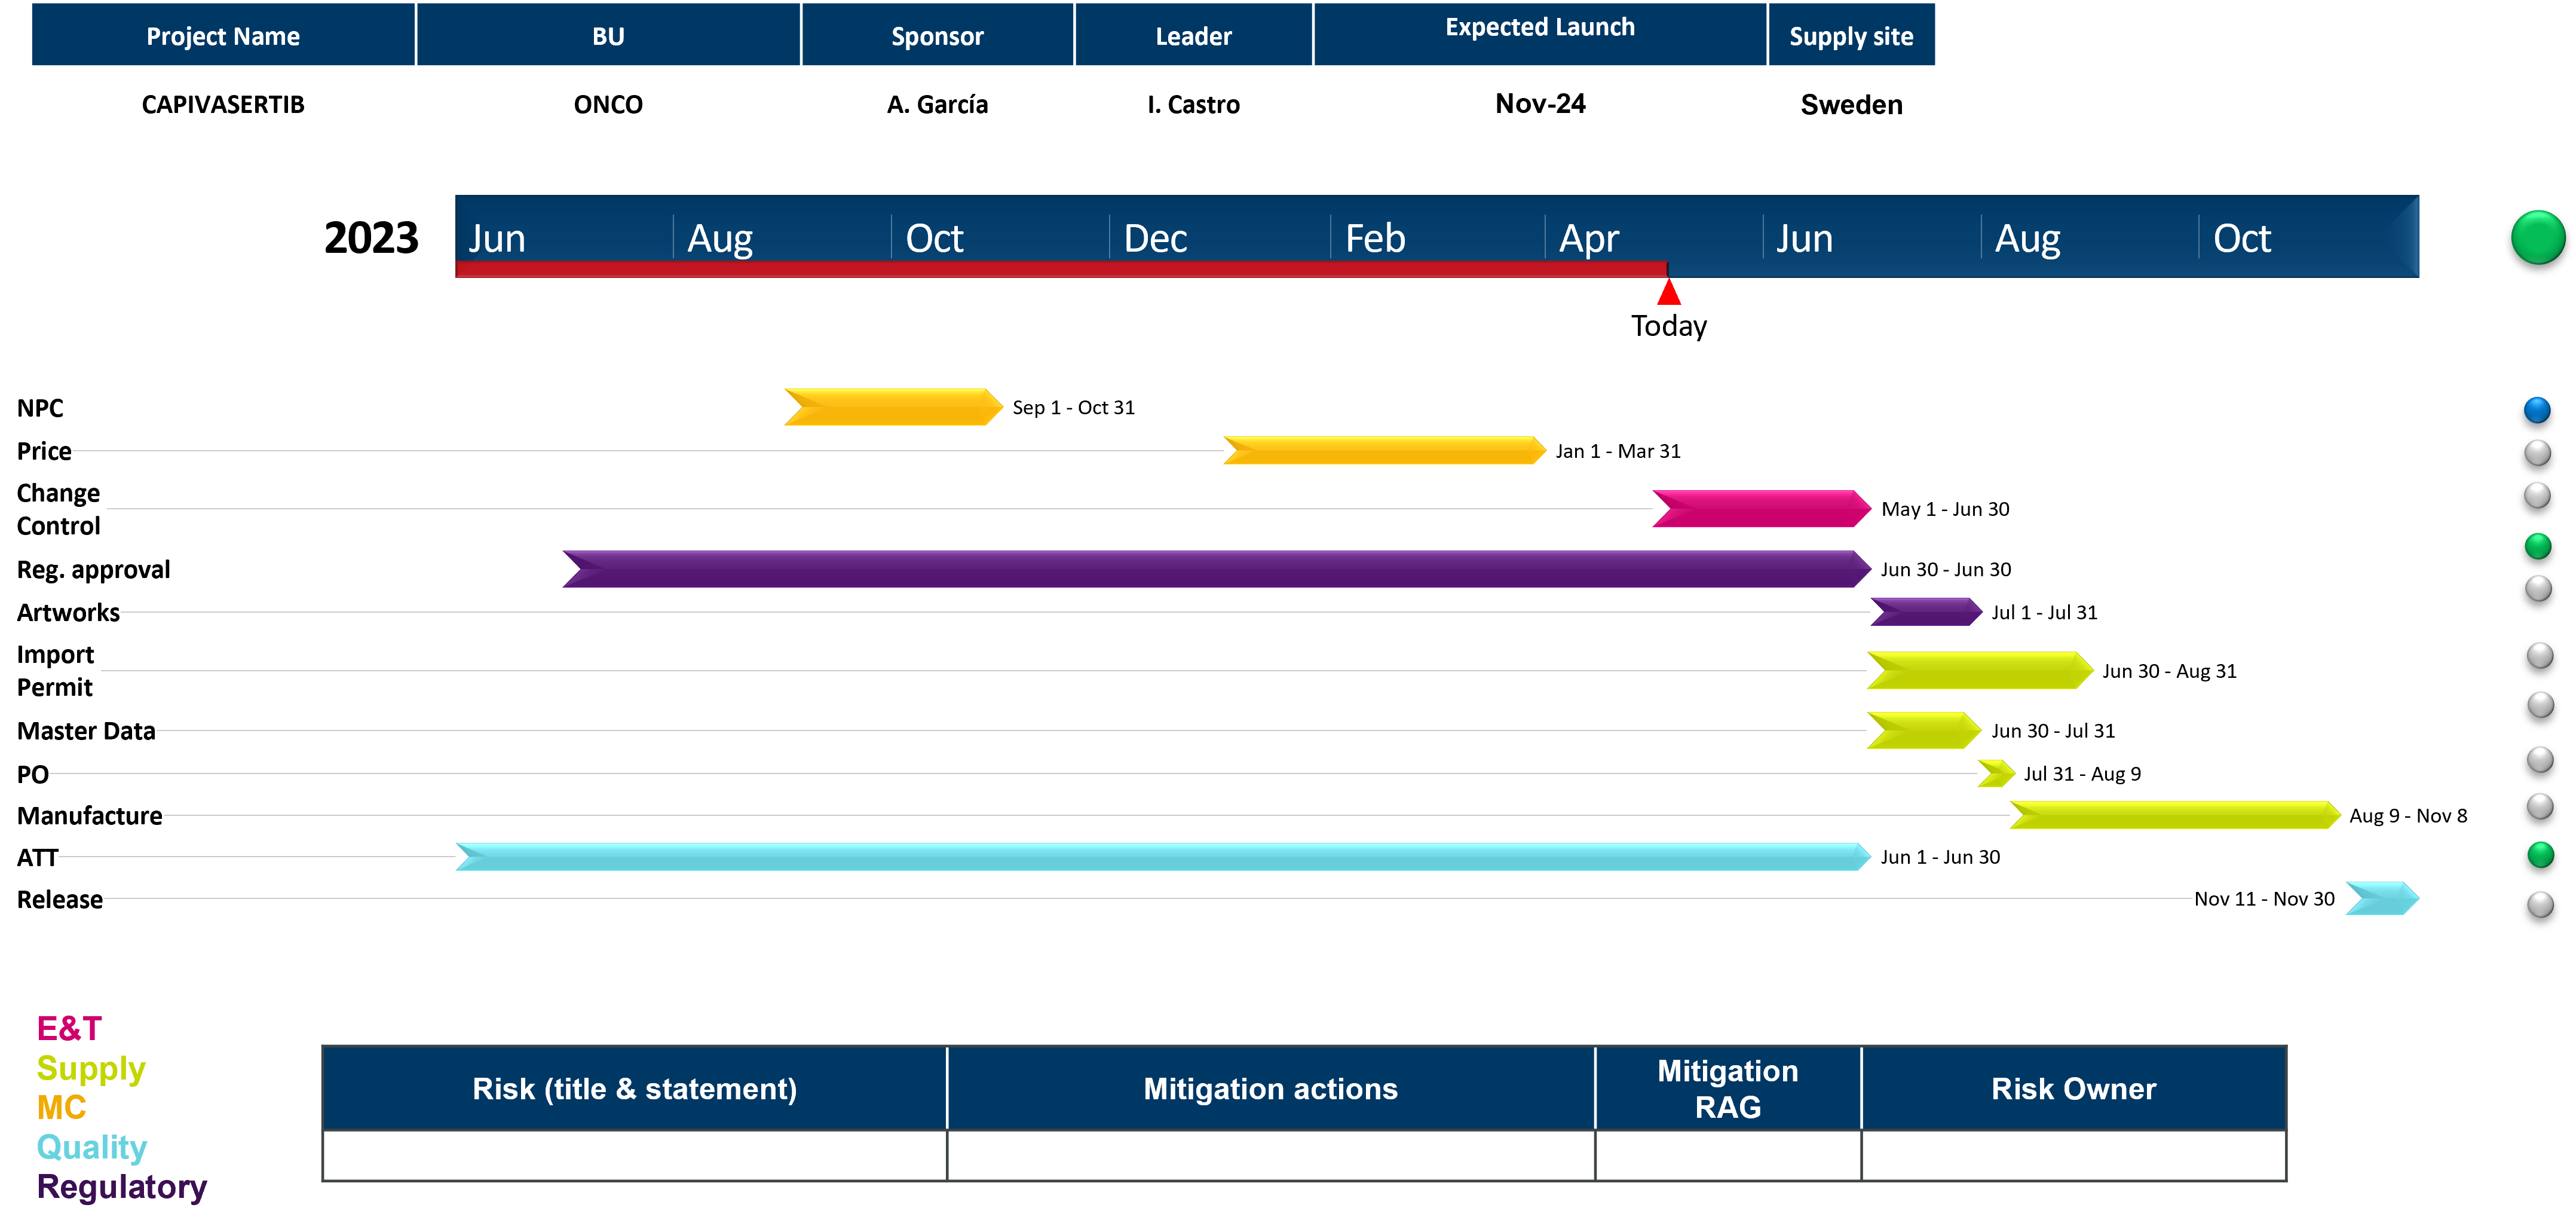 Project Name BU Sponsor Leader Expected Launch Supply site
CAPIVASERTIB ONCO A. García I. Castro Nov-24 Sweden
2023 Jun Aug Oct Dec Feb Apr Jun Aug Oct
Today
NPC Sep 1 - Oct 31
Price Jan 1 - Mar 31
Change
Control May 1 - Jun 30
Reg. approval Jun 30 - Jun 30
Artworks Jul 1 - Jul 31
Import
Permit Jun 30 - Aug 31
Master Data Jun 30 - Jul 31
PO Jul 31 - Aug 9
Manufacture Aug 9 - Nov 8
ATT Jun 1 - Jun 30
Release Nov 11 - Nov 30
E&T
Supply
MC
Quality
Regulatory
Risk (title & statement) Mitigation actions Mitigation
RAG Risk Owner